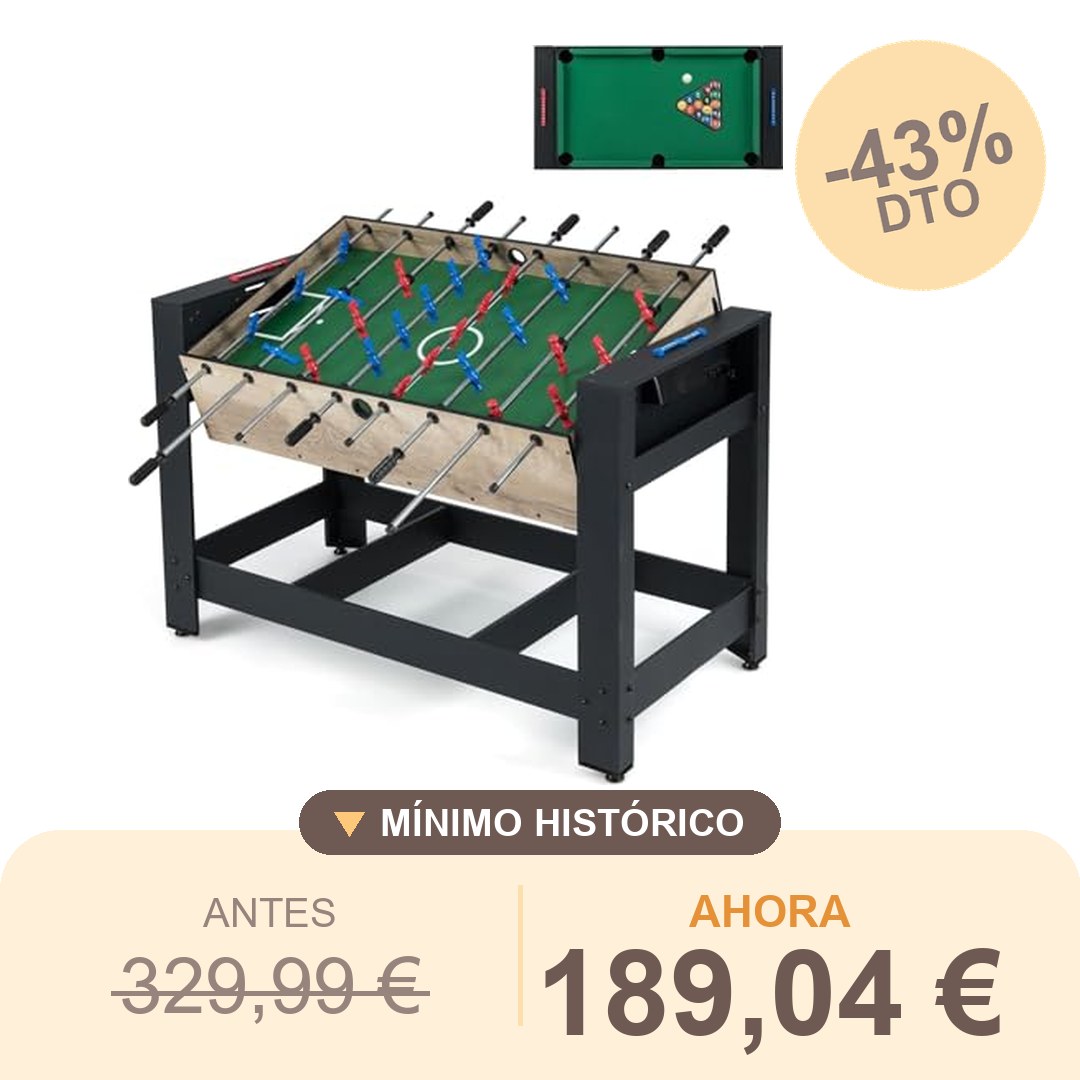 -43%
DTO
MÍNIMO HISTÓRICO
ANTES
329,99 €
AHORA
189,04 €